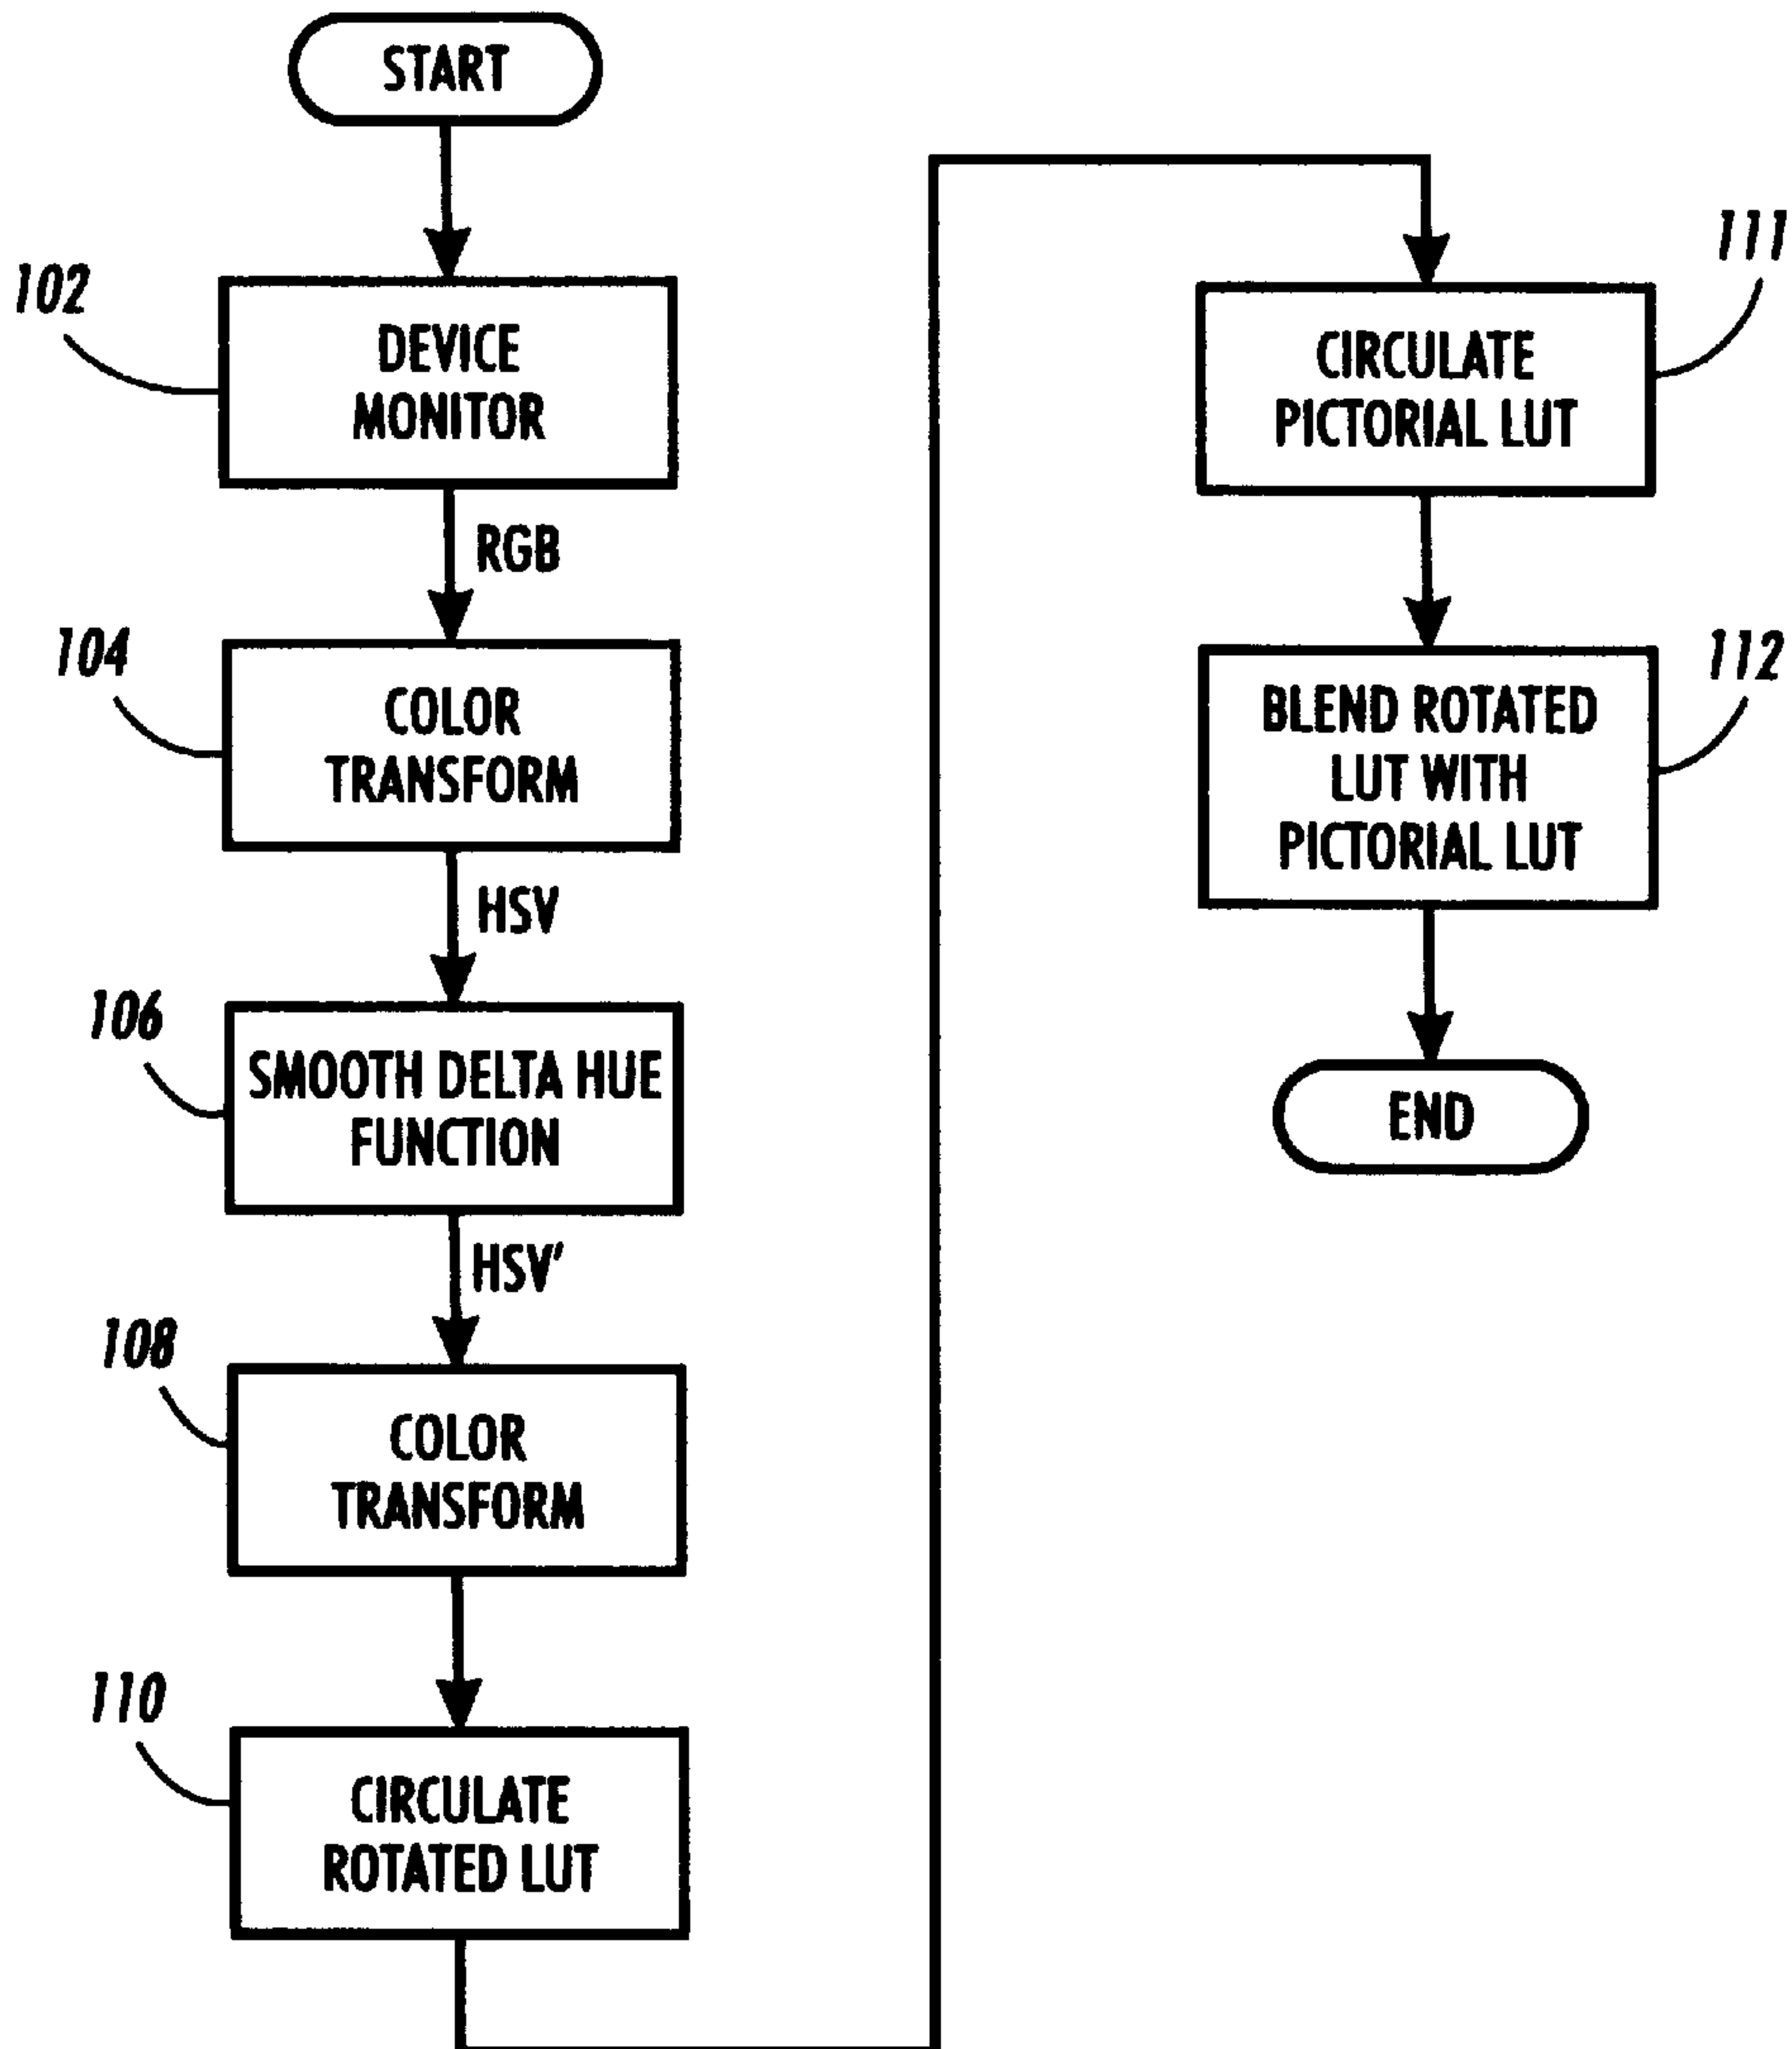 START
102
DEVICE
MONITOR
RGB
104
COLOR
TRANSFORM
HSV
106
SMOOTH DELTA HUE
FUNCTION
HSV'
108
COLOR
TRANSFORM
110
CIRCULATE
ROTATED LUT
111
CIRCULATE
PICTORIAL LUT
112
BLEND ROTATED
LUT WITH
PICTORIAL LUT
END